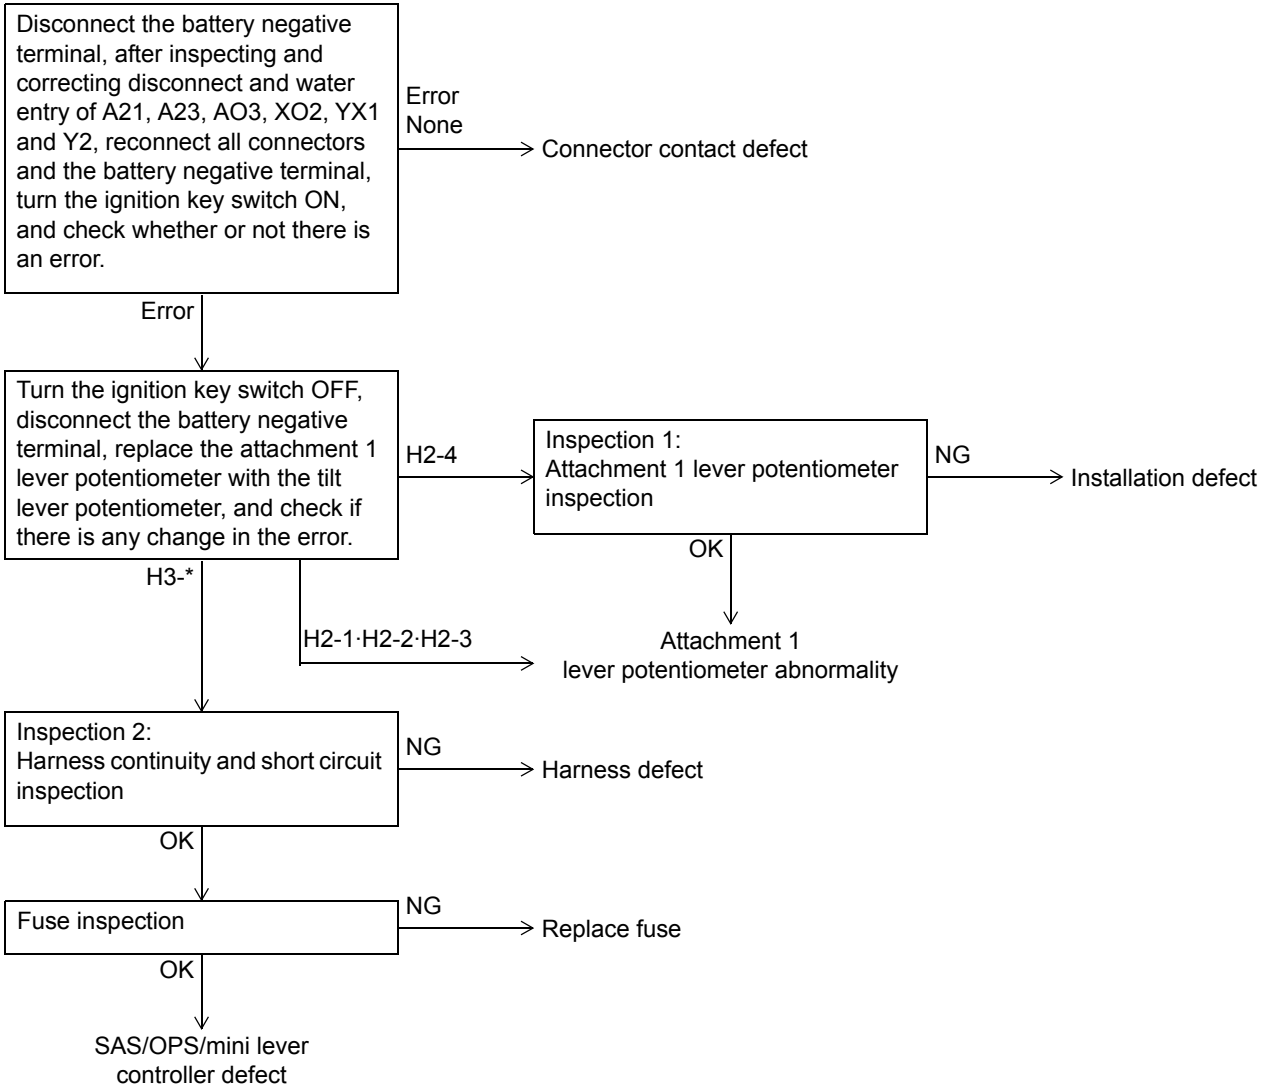 Disconnect the battery negative
terminal, after inspecting and
correcting disconnect and water
entry of A21, A23, AO3, XO2, YX1
and Y2, reconnect all connectors
and the battery negative terminal,
turn the ignition key switch ON,
and check whether or not there is
an error.
Error
None
Connector contact defect
Error
Turn the ignition key switch OFF,
disconnect the battery negative
terminal, replace the attachment 1
lever potentiometer with the tilt
lever potentiometer, and check if
there is any change in the error.
H2-4
Inspection 1:
Attachment 1 lever potentiometer
inspection
NG
Installation defect
OK
H3-*
H2-1·H2-2·H2-3
Attachment 1
lever potentiometer abnormality
Inspection 2:
Harness continuity and short circuit
inspection
NG
Harness defect
OK
Fuse inspection
NG
Replace fuse
OK
SAS/OPS/mini lever
controller defect